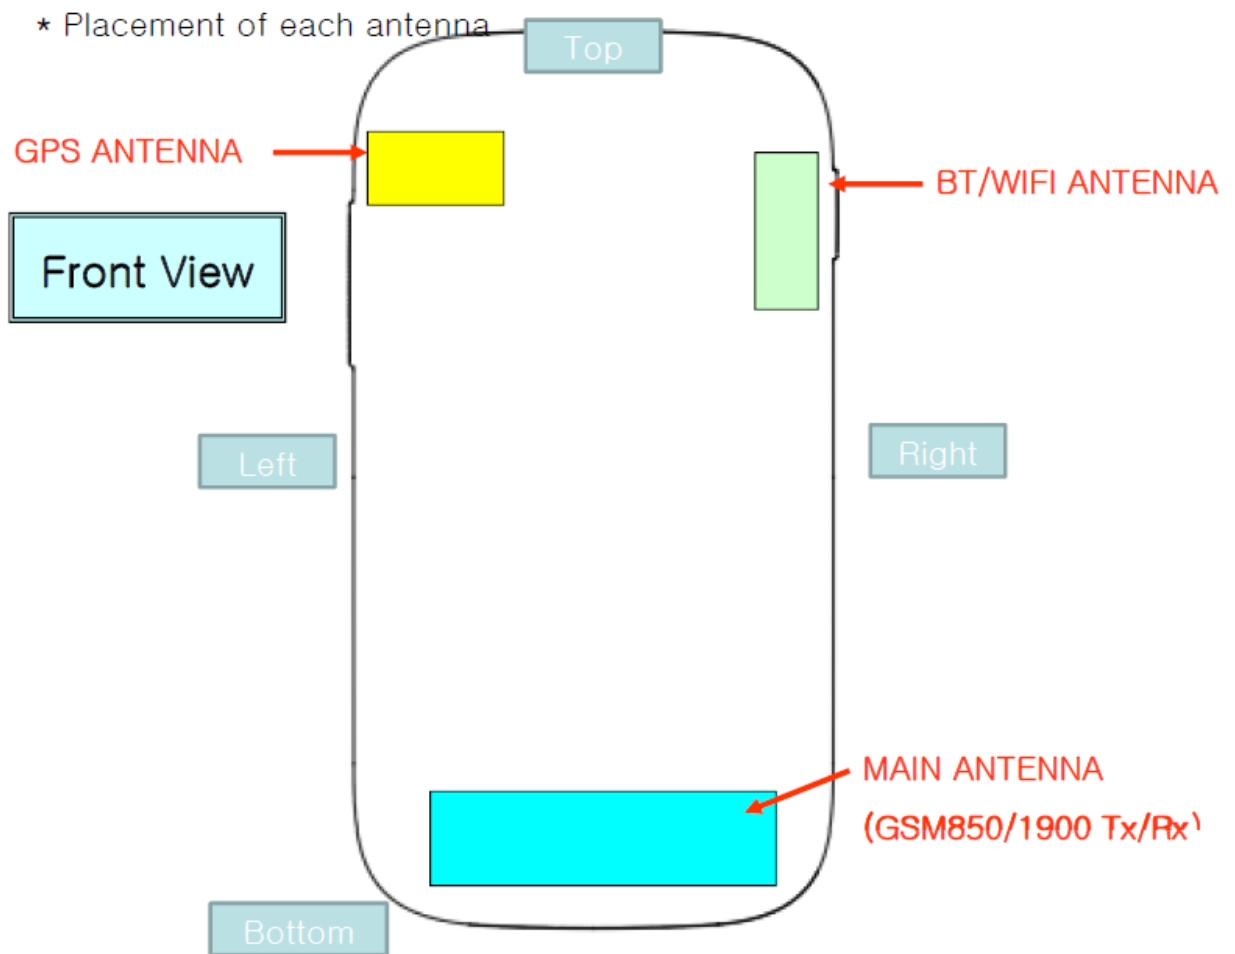 * Placement of each antenna
Top
GPS ANTENNA
BT/WIFI ANTENNA
Front View
Left
Right
MAIN ANTENNA
(GSM850/1900 Tx/Rx)
Bottom